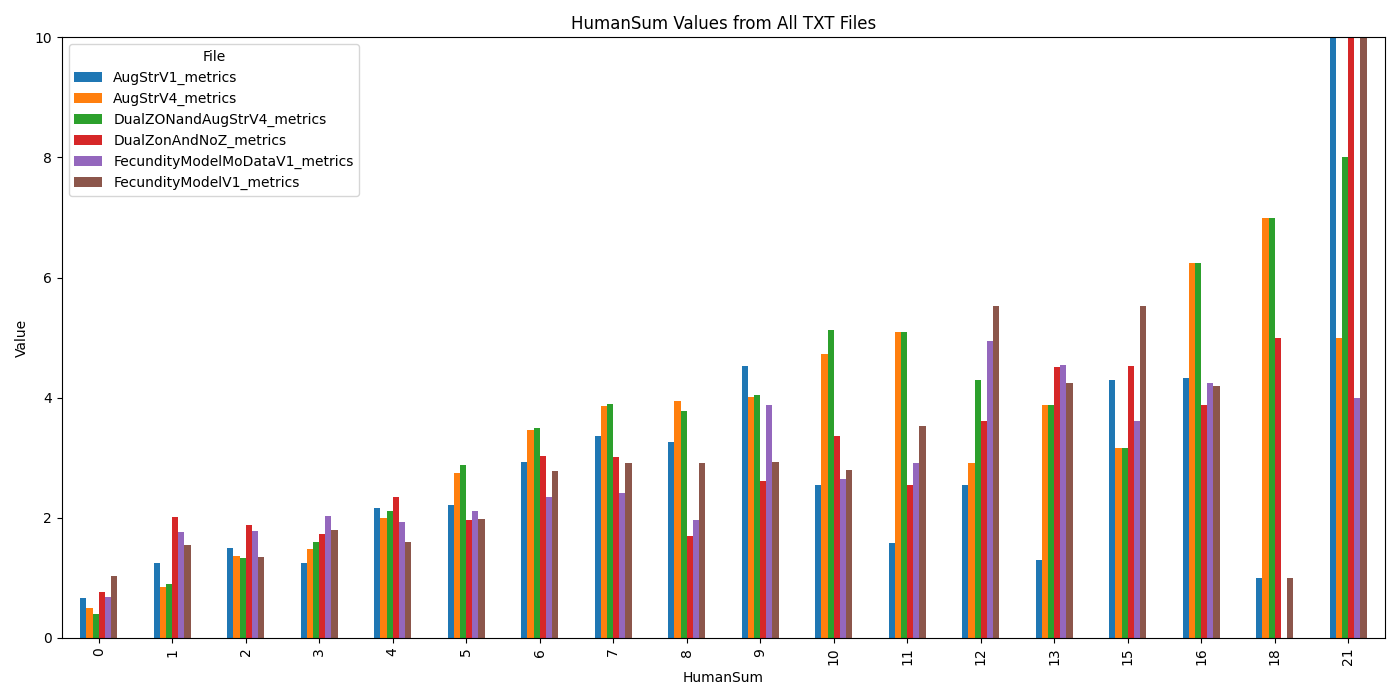 HumanSum Values from All TXT Files
File
AugStrV1_metrics
AugStrV4_metrics
DualZONandAugStrV4_metrics
DualZonAndNoZ_metrics
FecundityModelMoDataV1_metrics
FecundityModelV1_metrics
Value
10
8
6
4
2
0
0 1 2 3 4 5 6 7 8 9 10 11 12 13 15 16 18 21
HumanSum